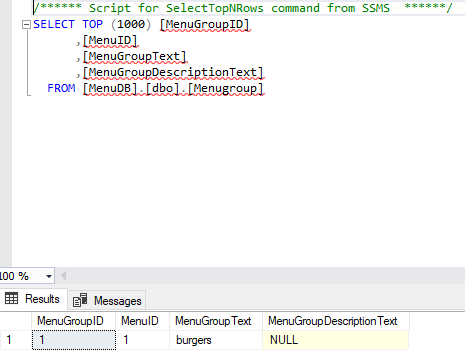 /****** Script for SelectTopNRows command from SSMS  ******/
SELECT TOP (1000) [MenuGroupID]
,[MenuID]
,[MenuGroupText]
,[MenuGroupDescriptionText]
FROM [MenuDB].[dbo].[Menugroup]
100 %
Results Messages
MenuGroupID MenuID MenuGroupText MenuGroupDescriptionText
1 1 1 burgers NULL